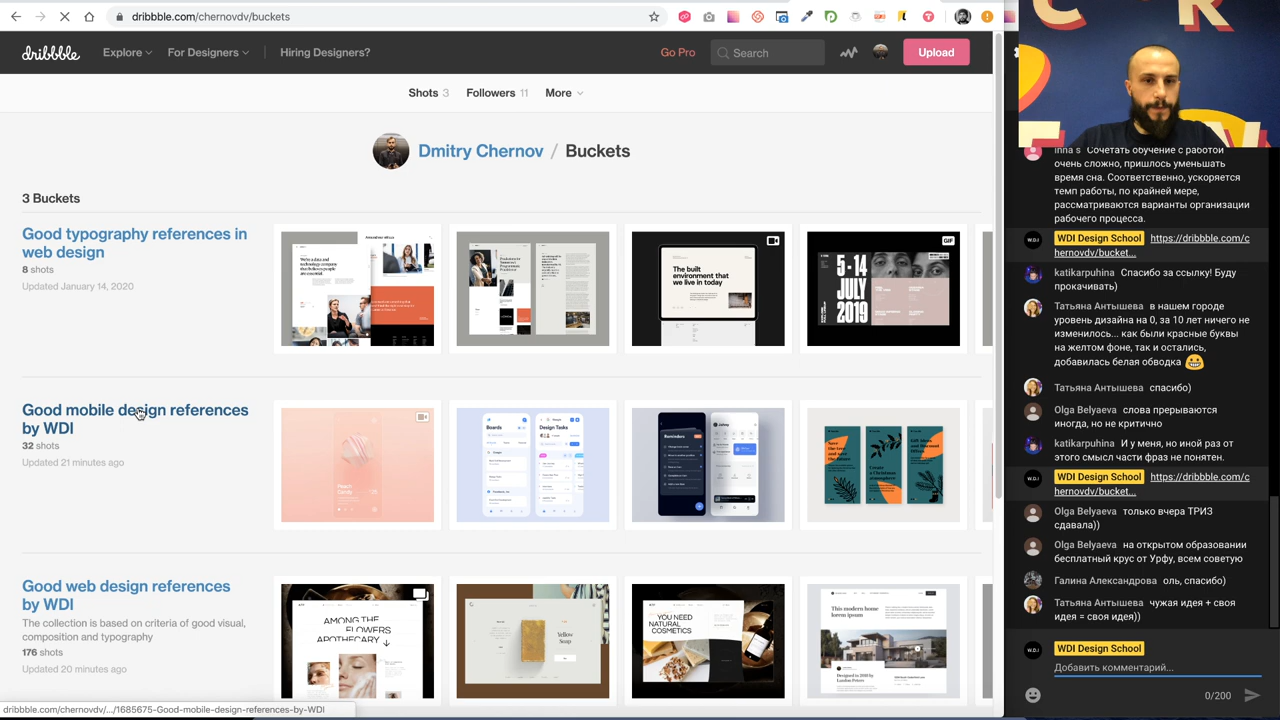 dribbble.com/chernovdv/buckets
dribbble
Explore
For Designers
Hiring Designers?
Go Pro
Search
Upload
Shots 3
Followers 11
More
Dmitry Chernov / Buckets
3 Buckets
Good typography references in
web design
8 shots
Updated January 14, 2020
The built
environment that
we live in today
GIF
5-14
JULY
2019
Good mobile design references
by WDI
32 shots
Updated 21 minutes ago
Boards
Design Tasks
Reminders
Good web design references
by WDI
The collection is based on criteria of good visual,
composition and typography
176 shots
Updated 20 minutes ago
AMONG THE
FLOWERS
APOTHECARY
Yellow
Soap
YOU NEED
NATURAL
COSMETICS
This modern home
lorem ipsum
Designed in 2010 by
London Printers
dribbble.com/chernovdv/.../1685675-Good-mobile-design-references-by-WDI
inna s Сочетать обучение с работой
очень сложно, пришлось уменьшать
время сна. Соответственно, ускоряется
темп работы, по крайней мере,
рассматриваются варианты организации
рабочего процесса.
WDI Design School https://dribbble.com/c
hernovdv/bucket...
katikarpuhina Спасибо за ссылку! Буду
прокачивать)
Татьяна Антышева в нашем городе
уровень дизайна на 0, за 10 лет ничего не
изменилось... как были красные буквы
на желтом фоне, так и остались,
добавилась белая обводка
Татьяна Антышева спасибо)
Olga Belyaeva слова прерываются
иногда, но не критично
katikarpuhina И у меня, но иной раз от
этого смысл части фраз не понятен.
WDI Design School https://dribbble.com/c
hernovdv/bucket...
Olga Belyaeva только вчера ТРИЗ
сдавала))
Olga Belyaeva на открытом образовании
бесплатный крус от Урфу, всем советую
Галина Александрова оль, спасибо)
Татьяна Антышева чужая идея + своя
идея = своя идея))
W.D.I
WDI Design School
Добавить комментарий...
0/200